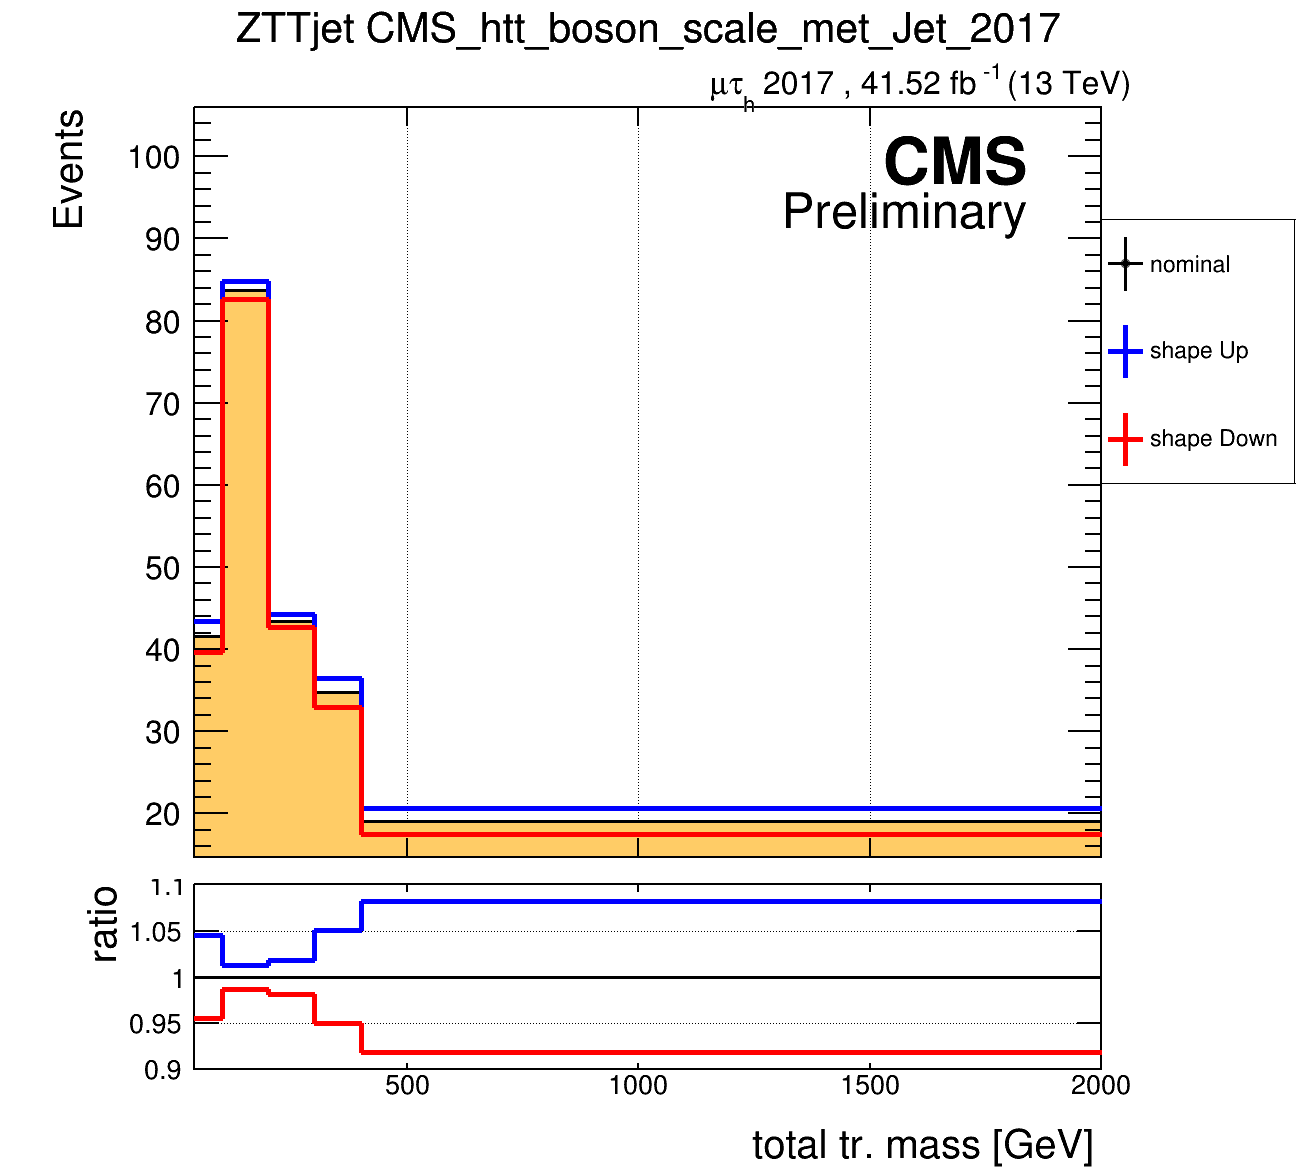 ZTTjet CMS_htt_boson_scale_met_Jet_2017
μτh 2017 , 41.52 fb-1 (13 TeV)
Events
CMS
Preliminary
100
90
80
70
60
50
40
30
20
nominal
shape Up
shape Down
ratio
1.1
1.05
1
0.95
0.9
500 1000 1500 2000
total tr. mass [GeV]